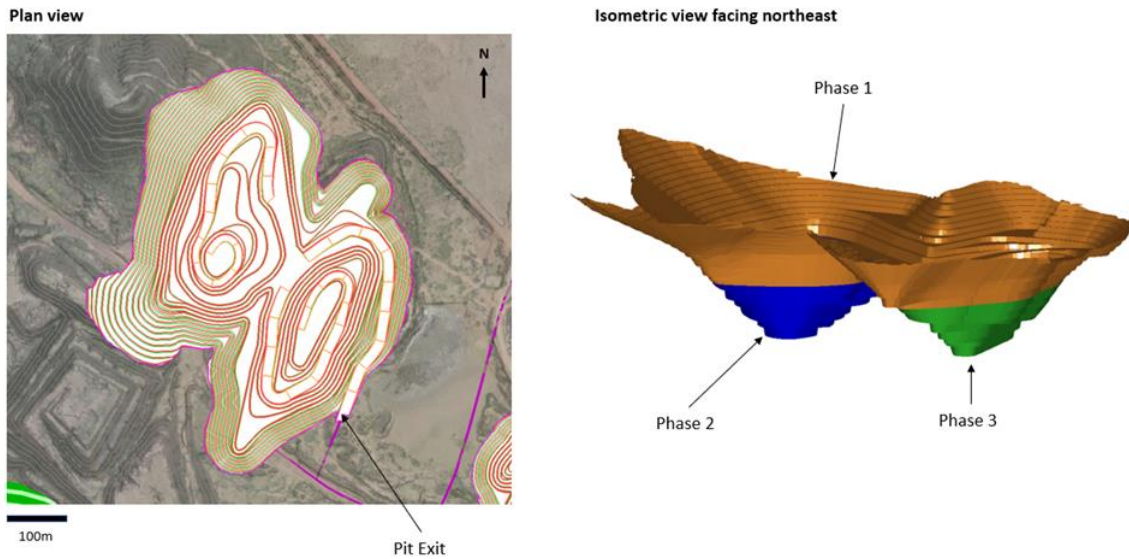 Plan view
Isometric view facing northeast
N
Phase 1
Phase 2
Phase 3
100m
Pit Exit